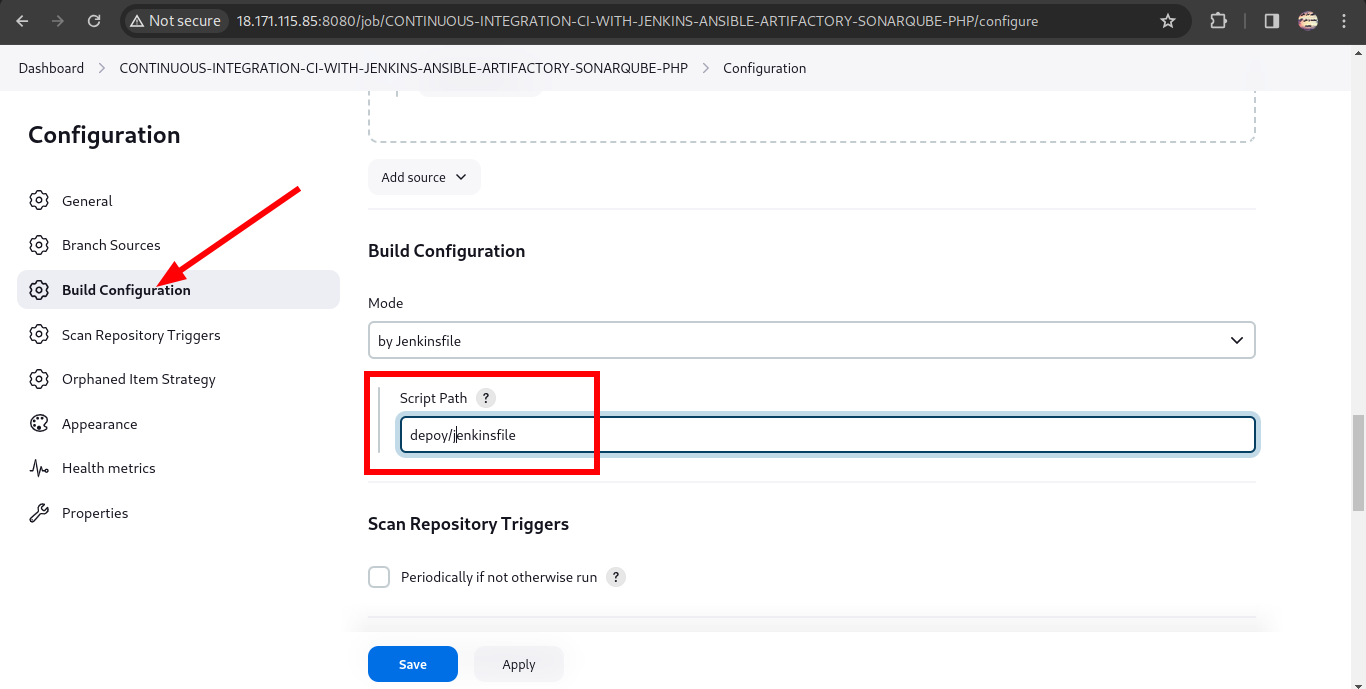 Not secure
18.171.115.85:8080/job/CONTINUOUS-INTEGRATION-CI-WITH-JENKINS-ANSIBLE-ARTIFACTORY-SONARQUBE-PHP/configure
Dashboard > CONTINUOUS-INTEGRATION-CI-WITH-JENKINS-ANSIBLE-ARTIFACTORY-SONARQUBE-PHP > Configuration
Configuration
General
Branch Sources
Build Configuration
Scan Repository Triggers
Orphaned Item Strategy
Appearance
Health metrics
Properties
Add source
Build Configuration
Mode
by Jenkinsfile
Script Path ?
depoy/jenkinsfile
Scan Repository Triggers
Periodically if not otherwise run ?
Save
Apply